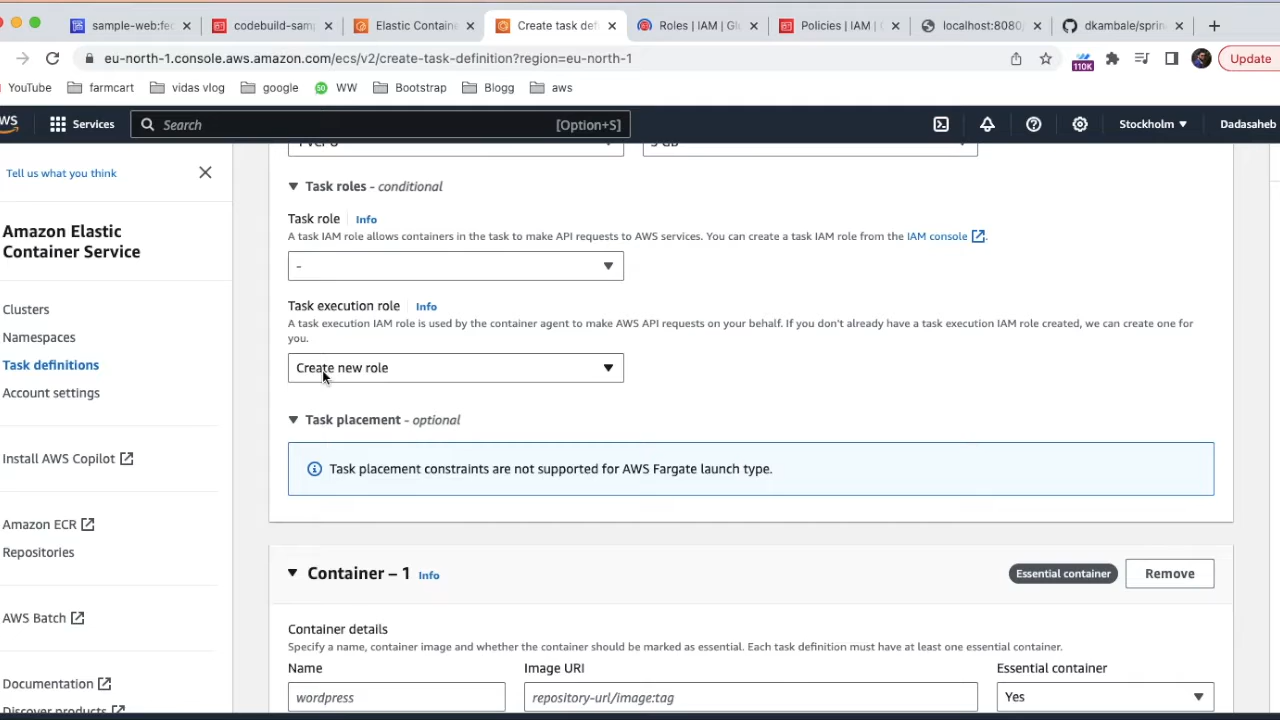 sample-web:fe
codebuild-sam
Elastic Contain
Create task def
Roles | IAM | Gl
Policies | IAM |
localhost:8080
dkambale/sprin
eu-north-1.console.aws.amazon.com/ecs/v2/create-task-definition?region=eu-north-1
110K
Update
YouTube
farmcart
vidas vlog
google
WW
Bootstrap
Blogg
aws
Services
Search
[Option+S]
Stockholm
Dadasaheb
Tell us what you think
Amazon Elastic
Container Service
Clusters
Namespaces
Task definitions
Account settings
Install AWS Copilot
Amazon ECR
Repositories
AWS Batch
Documentation
Discover products
Task roles - conditional
Task role
Info
A task IAM role allows containers in the task to make API requests to AWS services. You can create a task IAM role from the IAM console.
-
Task execution role
Info
A task execution IAM role is used by the container agent to make AWS API requests on your behalf. If you don't already have a task execution IAM role created, we can create one for
you.
Create new role
Task placement - optional
Task placement constraints are not supported for AWS Fargate launch type.
Container – 1
Info
Essential container
Remove
Container details
Specify a name, container image and whether the container should be marked as essential. Each task definition must have at least one essential container.
Name
Image URI
Essential container
wordpress
repository-url/image:tag
Yes